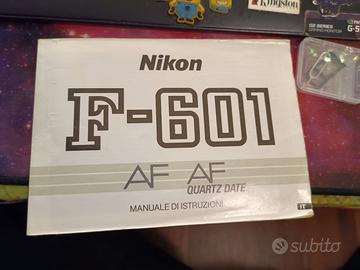 Kingston
G-S
Nikon
F-601
AF AF
QUARTZ DATE
MANUALE DI ISTRUZIONI
IT
subito